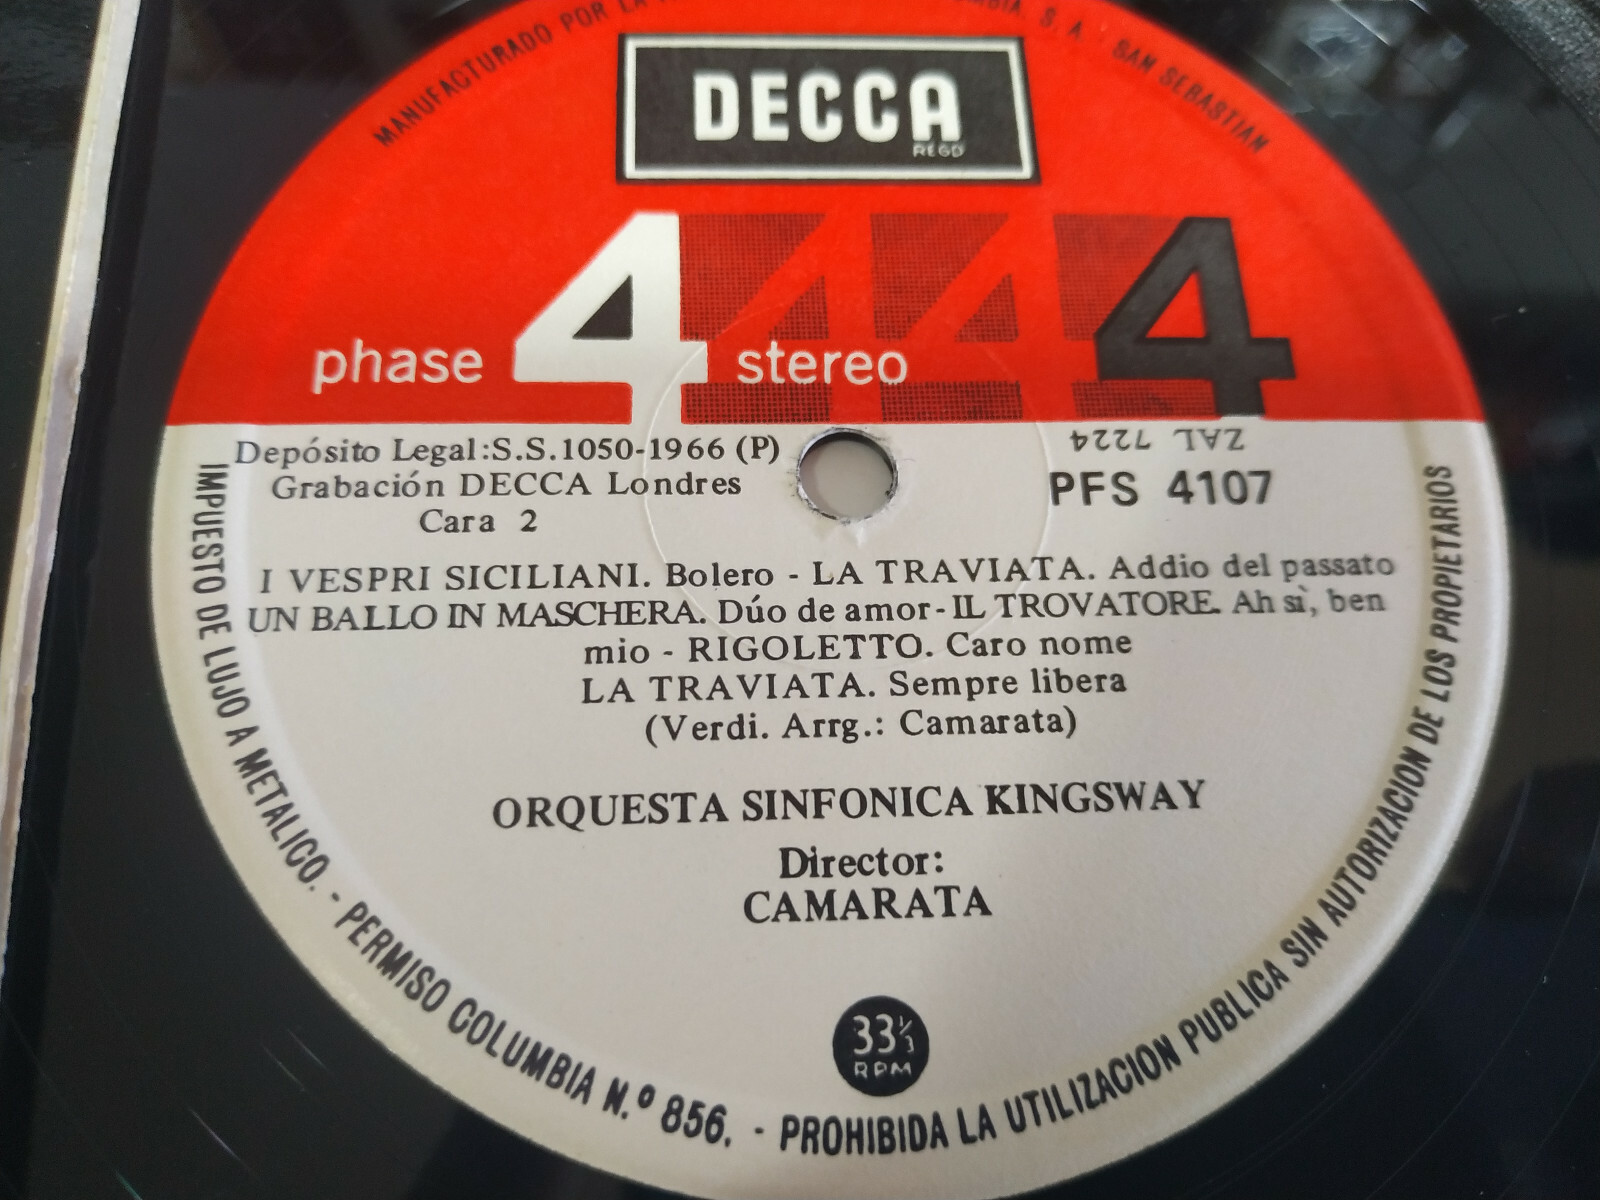 MANUFACTURADO POR LA
S. A. - SAN SEBASTIAN
DECCA
REGD
4 4 4 4
phase 4 stereo
Depósito Legal:S.S.1050-1966 (P)
Grabación DECCA Londres
Cara 2
ZAL 7224
PFS 4107
I VESPRI SICILIANI. Bolero - LA TRAVIATA. Addio del passato
UN BALLO IN MASCHERA. Dúo de amor - IL TROVATORE. Ah sì, ben
mio - RIGOLETTO. Caro nome
LA TRAVIATA. Sempre libera
(Verdi. Arrg.: Camarata)
ORQUESTA SINFONICA KINGSWAY
Director:
CAMARATA
33⅓
RPM
IMPUESTO DE LUJO A METALICO. - PERMISO COLUMBIA N.º 856. - PROHIBIDA LA UTILIZACION PUBLICA SIN AUTORIZACION DE LOS PROPIETARIOS